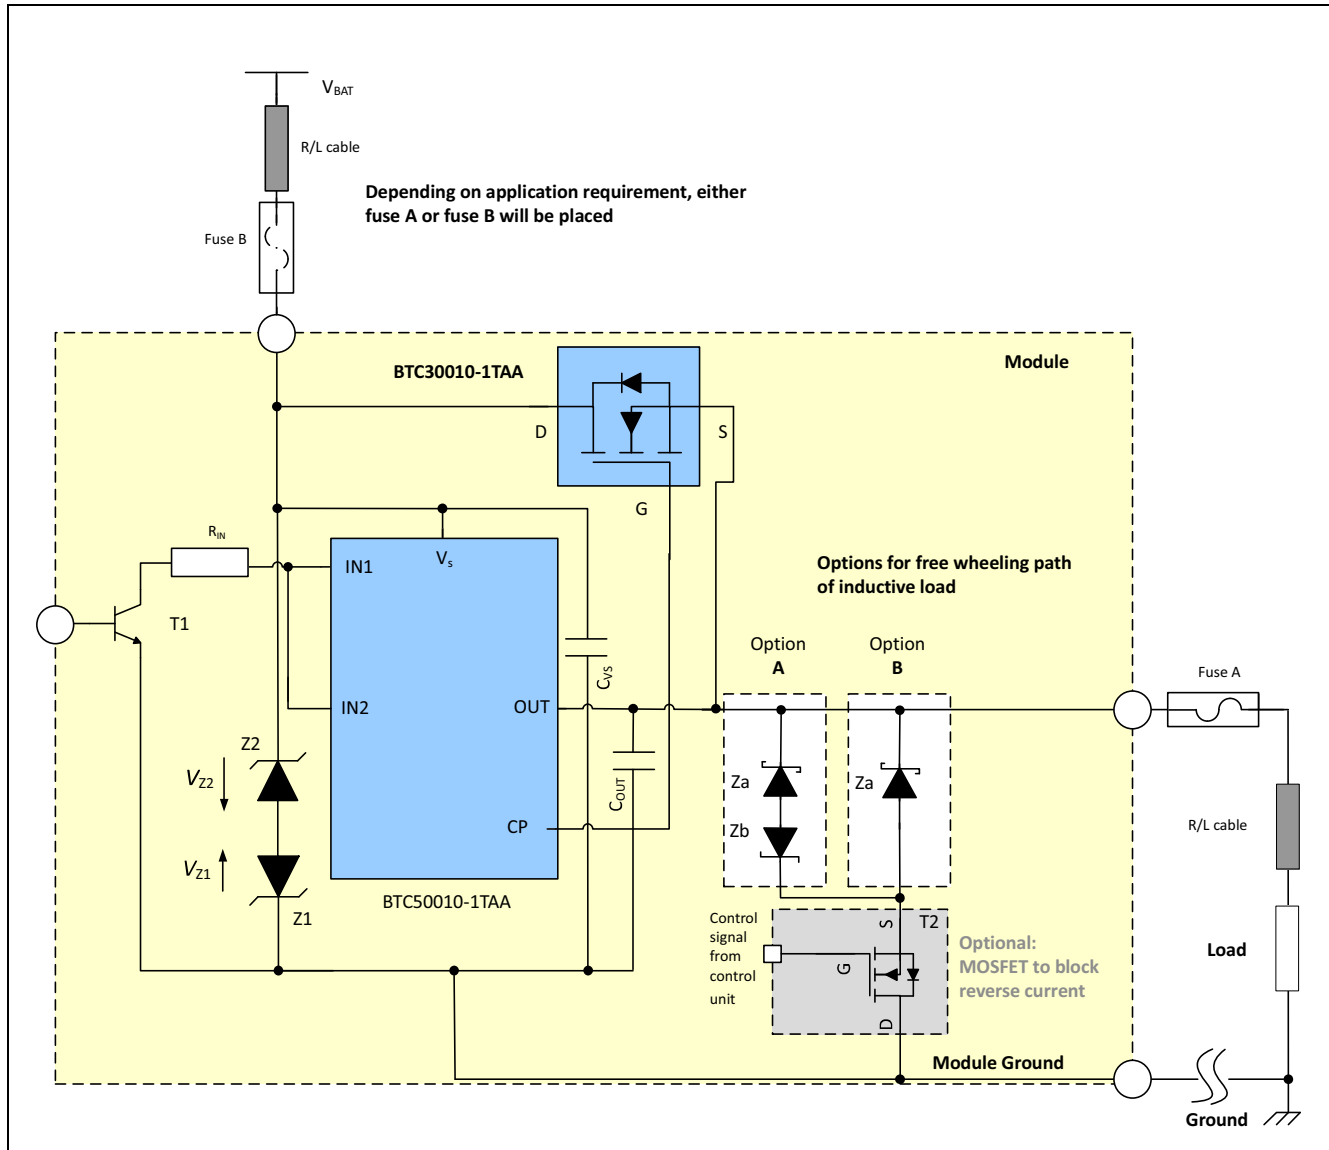 VBAT
R/L cable
Depending on application requirement, either
fuse A or fuse B will be placed
Fuse B
Module
BTC30010-1TAA
D
S
G
RIN
Vs
IN1
T1
Options for free wheeling path
of inductive load
Option
A
Option
B
CVS
Fuse A
IN2
OUT
Z2
VZ2
COUT
Za
Za
CP
Zb
R/L cable
VZ1
BTC50010-1TAA
Z1
Control
signal
from
control
unit
S
T2
G
D
Optional:
MOSFET to block
reverse current
Load
Module Ground
Ground